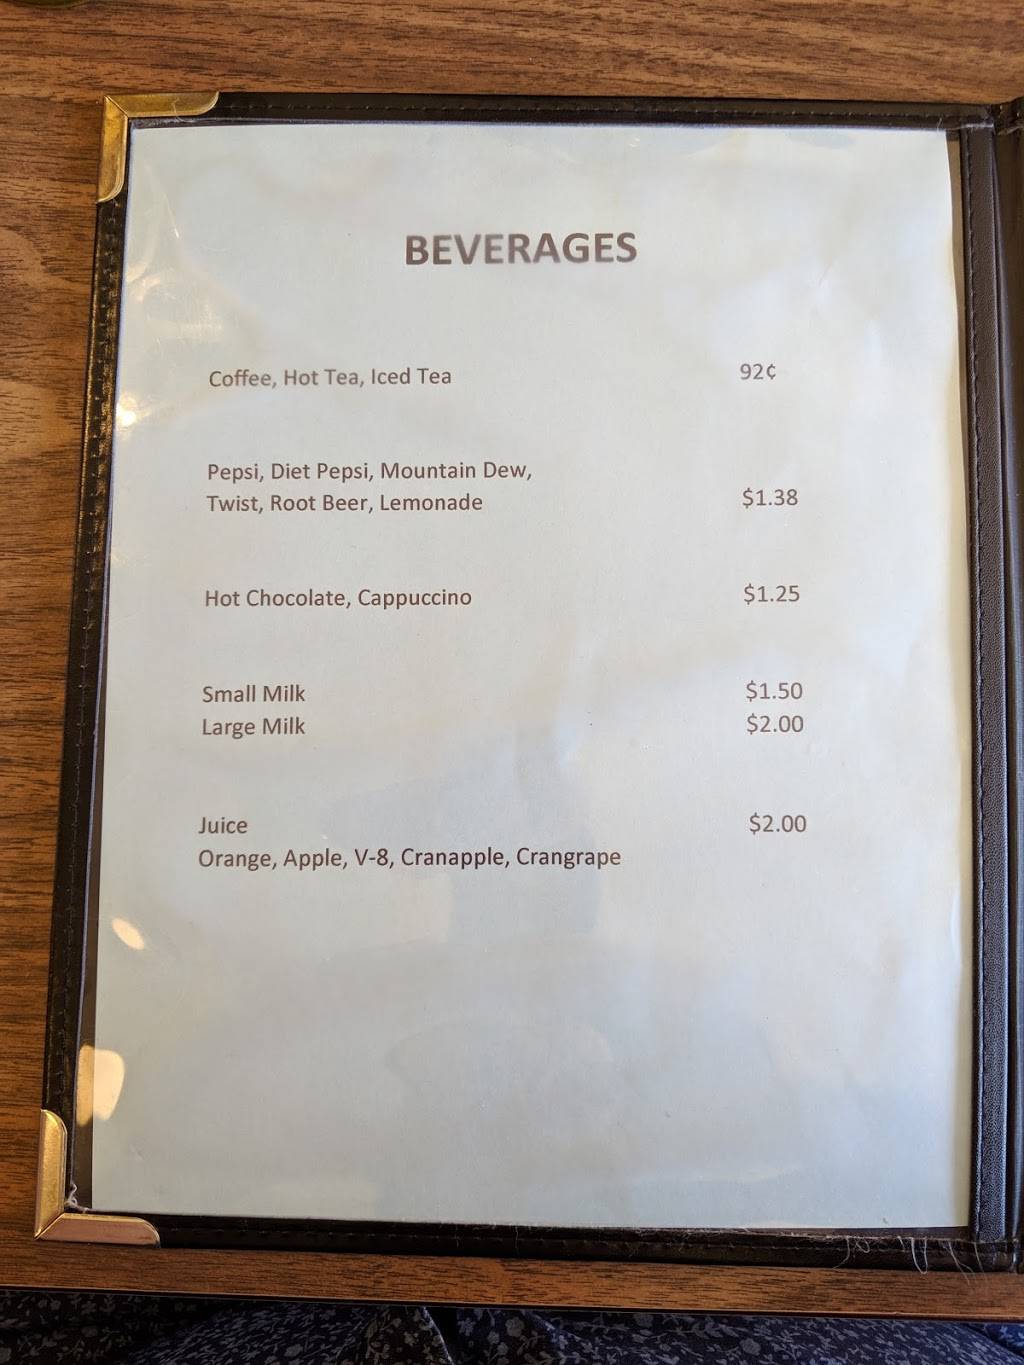 BEVERAGES
Coffee, Hot Tea, Iced Tea 92¢
Pepsi, Diet Pepsi, Mountain Dew,
Twist, Root Beer, Lemonade $1.38
Hot Chocolate, Cappuccino $1.25
Small Milk $1.50
Large Milk $2.00
Juice $2.00
Orange, Apple, V-8, Cranapple, Crangrape